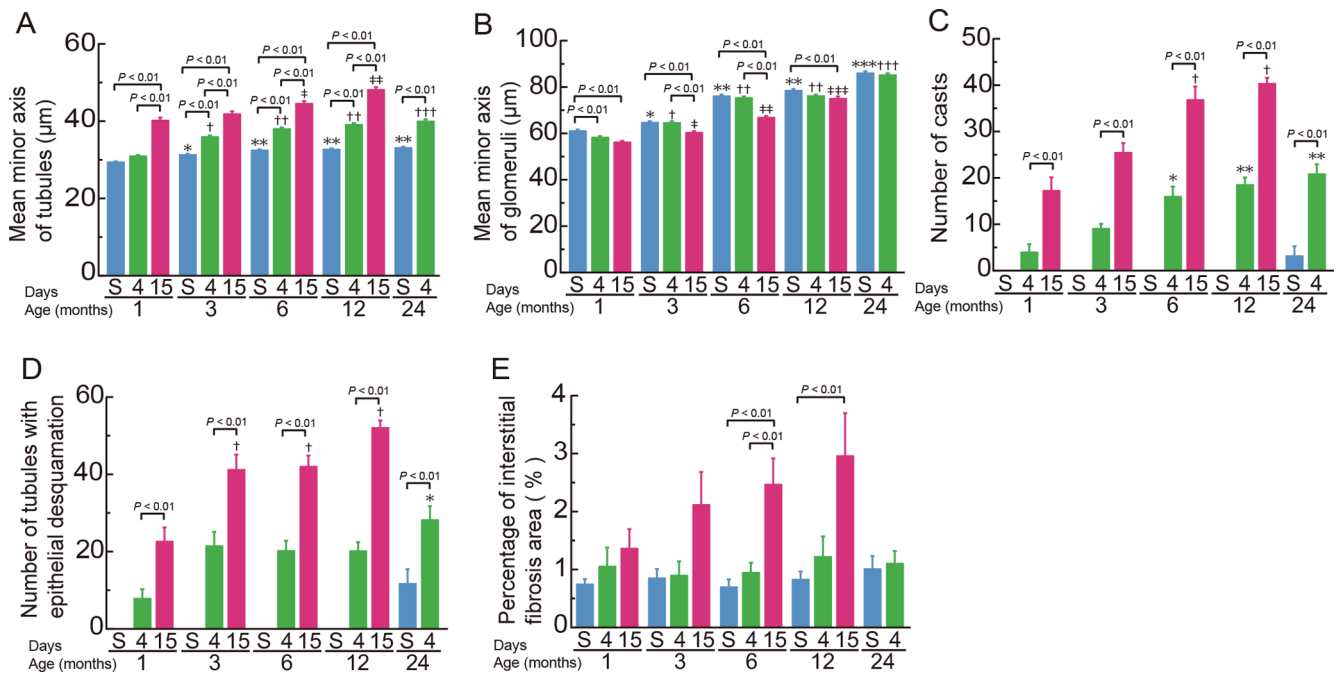 A
Mean minor axis
of tubules (μm)
60
40
20
0
P < 0.01
P < 0.01
P < 0.01
P < 0.01
P < 0.01
P < 0.01
P < 0.01
P < 0.01
P < 0.01
P < 0.01
P < 0.01
P < 0.01
* † ** †† ‡ ** †† ‡‡ ** †††
Days S 4 15 S 4 15 S 4 15 S 4 15 S 4
Age (months) 1 3 6 12 24
B
Mean minor axis
of glomeruli (μm)
100
80
60
40
20
0
P < 0.01
P < 0.01
P < 0.01
P < 0.01
P < 0.01
P < 0.01
P < 0.01
* † ‡ ** †† ‡‡ ** †† ‡‡‡ *** †††
Days S 4 15 S 4 15 S 4 15 S 4 15 S 4
Age (months) 1 3 6 12 24
C
Number of casts
50
40
30
20
10
0
P < 0.01
P < 0.01
P < 0.01
P < 0.01
P < 0.01
* † ** † **
Days S 4 15 S 4 15 S 4 15 S 4 15 S 4
Age (months) 1 3 6 12 24
D
Number of tubules with
epithelial desquamation
60
40
20
0
P < 0.01
P < 0.01
P < 0.01
P < 0.01
P < 0.01
† † † *
Days S 4 15 S 4 15 S 4 15 S 4 15 S 4
Age (months) 1 3 6 12 24
E
Percentage of interstitial
fibrosis area ( % )
4
3
2
1
0
P < 0.01
P < 0.01
P < 0.01
Days S 4 15 S 4 15 S 4 15 S 4 15 S 4
Age (months) 1 3 6 12 24